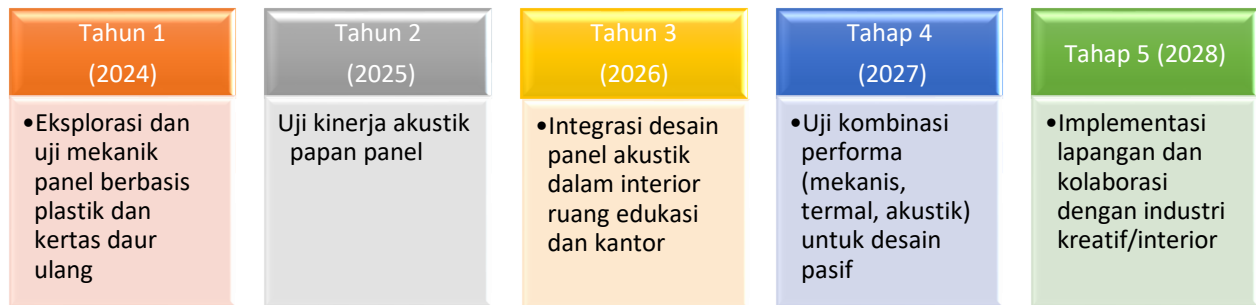 Tahun 1
(2024)
•Eksplorasi dan
uji mekanik
panel berbasis
plastik dan
kertas daur
ulang
Tahun 2
(2025)
Uji kinerja akustik
papan panel
Tahun 3
(2026)
•Integrasi desain
panel akustik
dalam interior
ruang edukasi
dan kantor
Tahap 4
(2027)
•Uji kombinasi
performa
(mekanis,
termal, akustik)
untuk desain
pasif
Tahap 5 (2028)
•Implementasi
lapangan dan
kolaborasi
dengan industri
kreatif/interior